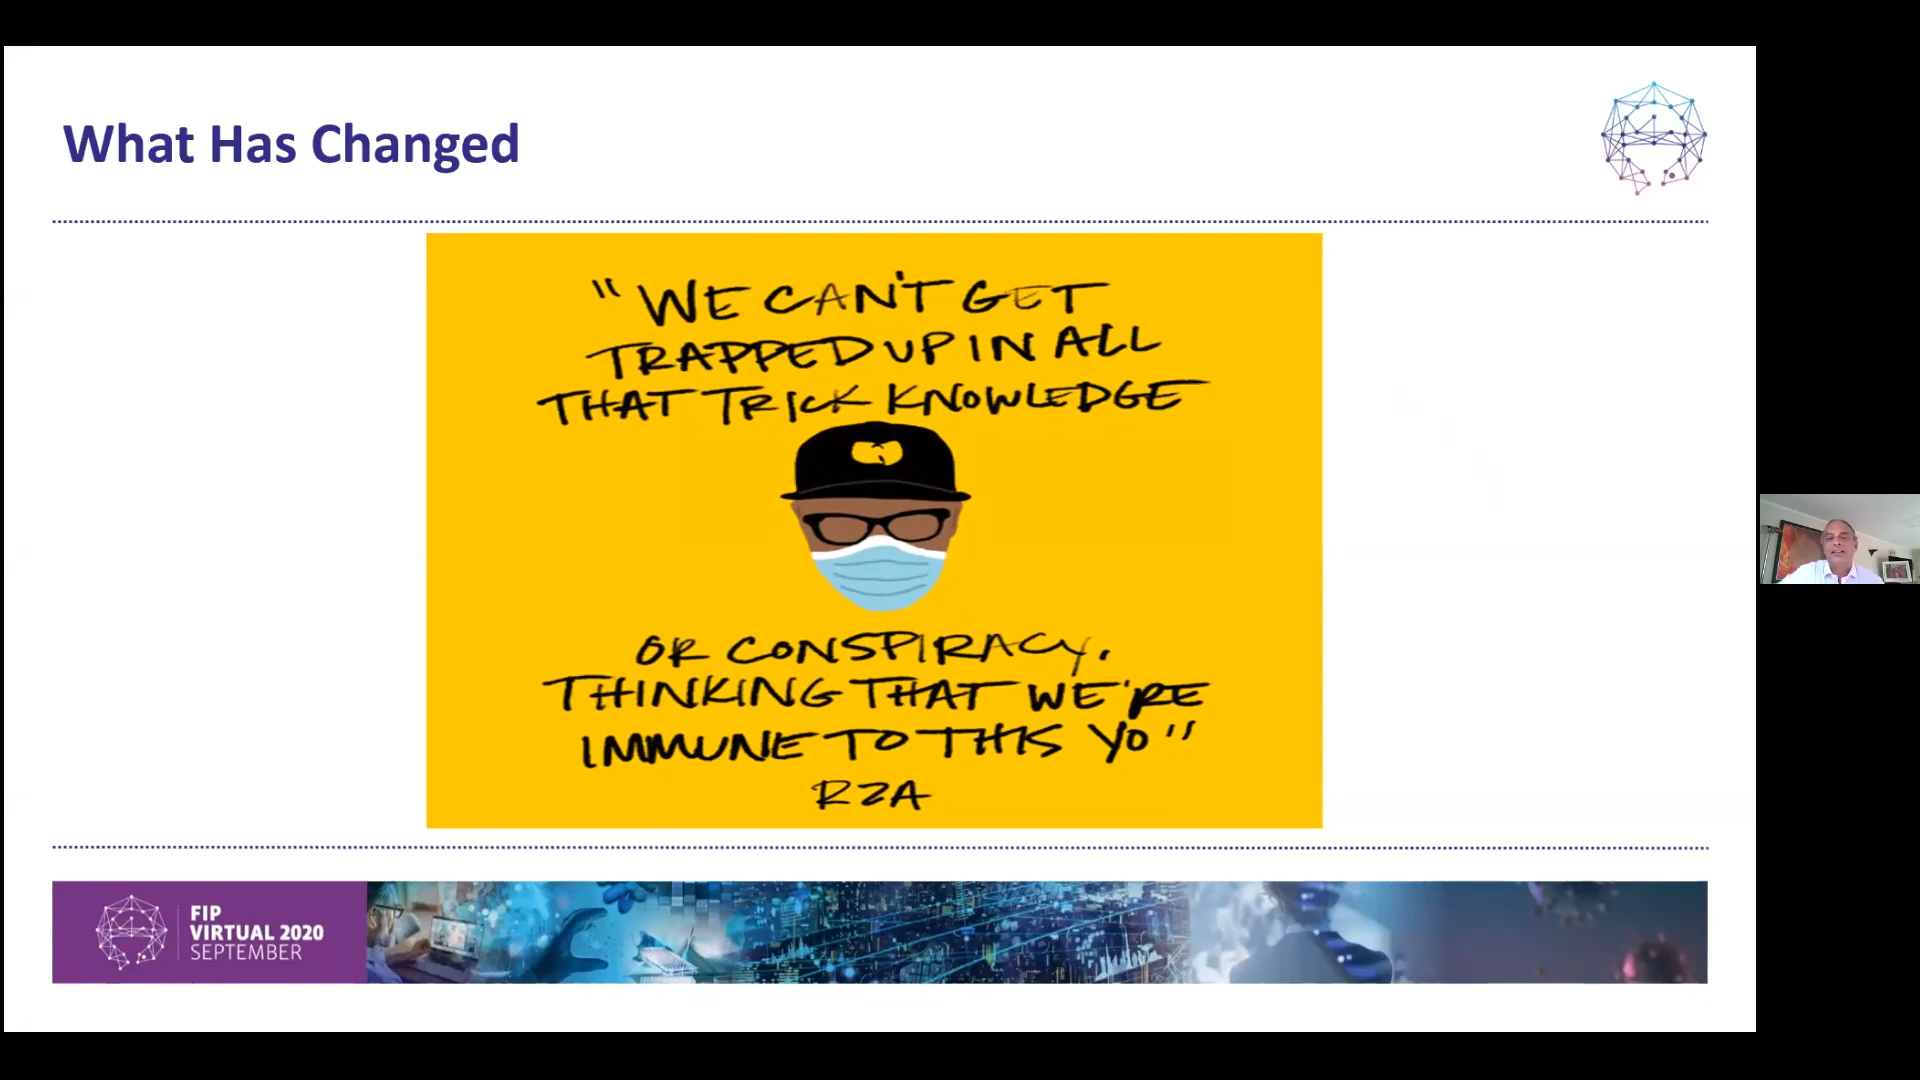 What Has Changed
"WE CAN'T GET
TRAPPED UP IN ALL
THAT TRICK KNOWLEDGE
OR CONSPIRACY,
THINKING THAT WE'RE
IMMUNE TO THIS YO"
RZA
FIP
VIRTUAL 2020
SEPTEMBER